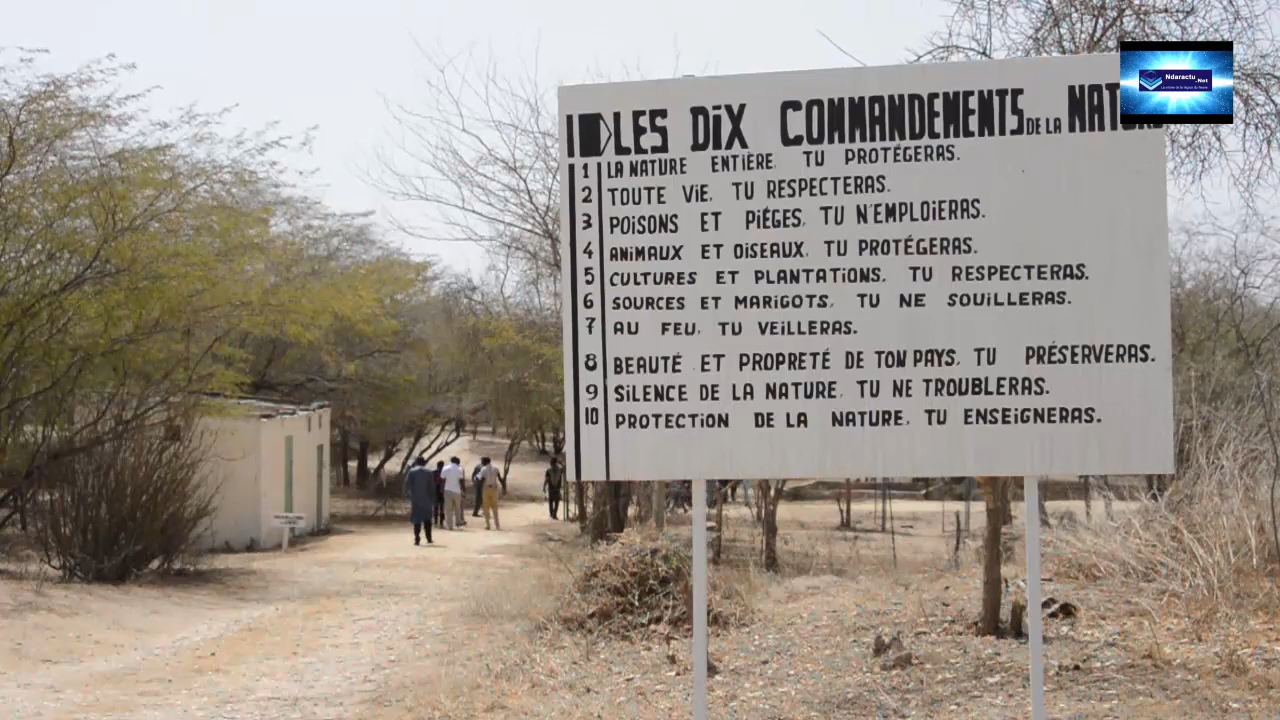 LES DiX COMMANDEMENTS DE LA
1 LA NATURE ENTIÈRE, TU PROTÉGERAS.
2 TOUTE ViE, TU RESPECTERAS.
3 POiSONS ET PiÉGES, TU N'EMPLOiERAS.
4 ANiMAUX ET OiSEAUX, TU PROTÉGERAS.
5 CULTURES ET PLANTATiONS, TU RESPECTERAS.
6 SOURCES ET MARiGOTS, TU NE SOUiLLERAS.
7 AU FEU, TU VEiLLERAS.
8 BEAUTÉ ET PROPRETÉ DE TON PAYS, TU PRÉSERVERAS.
9 SiLENCE DE LA NATURE, TU NE TROUBLERAS.
10 PROTECTiON DE LA NATURE, TU ENSEiGNERAS.
Ndaractu.Net